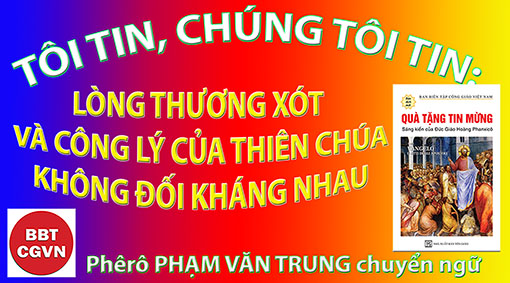 TÔI TIN, CHÚNG TÔI TIN:
LÒNG THƯƠNG XÓT
VÀ CÔNG LÝ CỦA THIÊN CHÚA
KHÔNG ĐỐI KHÁNG NHAU
BAN BIÊN TẬP CÔNG GIÁO VIỆT NAM
QUÀ TẶNG TIN MỪNG
Sáng kiến của Đức Giáo Hoàng Phanxicô
BBT
CGVN
Phêrô PHẠM VĂN TRUNG chuyển ngữ